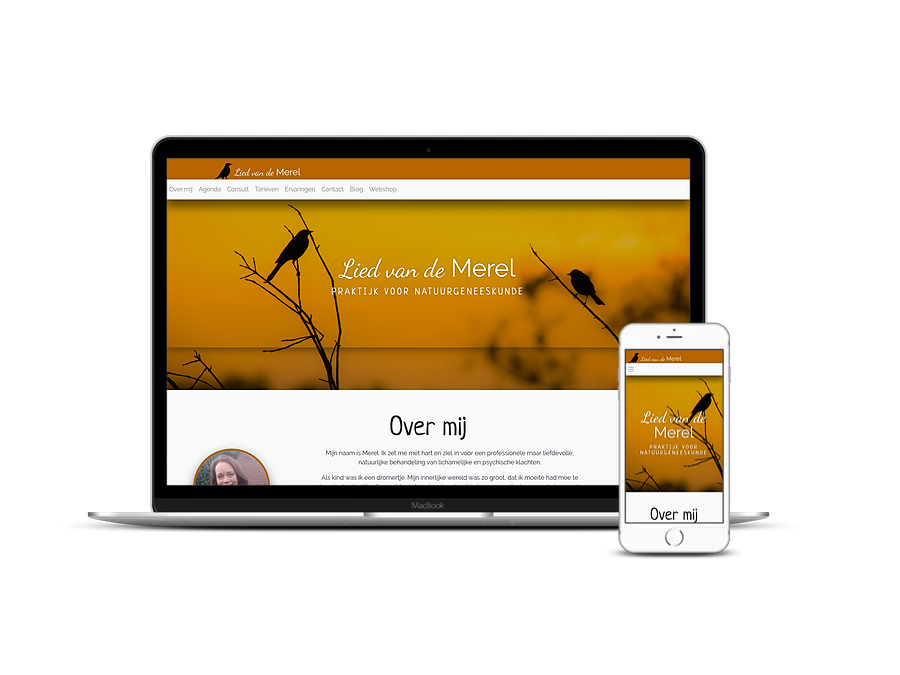 Lied van de Merel
Over mij Agenda Consult Tarieven Ervaringen Contact Blog Webshop
Lied van de Merel
PRAKTIJK VOOR NATUURGENEESKUNDE
Over mij
Mijn naam is Merel. Ik zet me met hart en ziel in voor een professionele maar liefdevolle,
natuurlijke behandeling van lichamelijke en psychische klachten.
Als kind was ik een dromertje. Mijn innerlijke wereld was zo groot, dat ik moeite had mee te
MacBook
Lied van de Merel
Lied van de
Merel
PRAKTIJK VOOR
NATUURGENEESKUNDE
Over mij